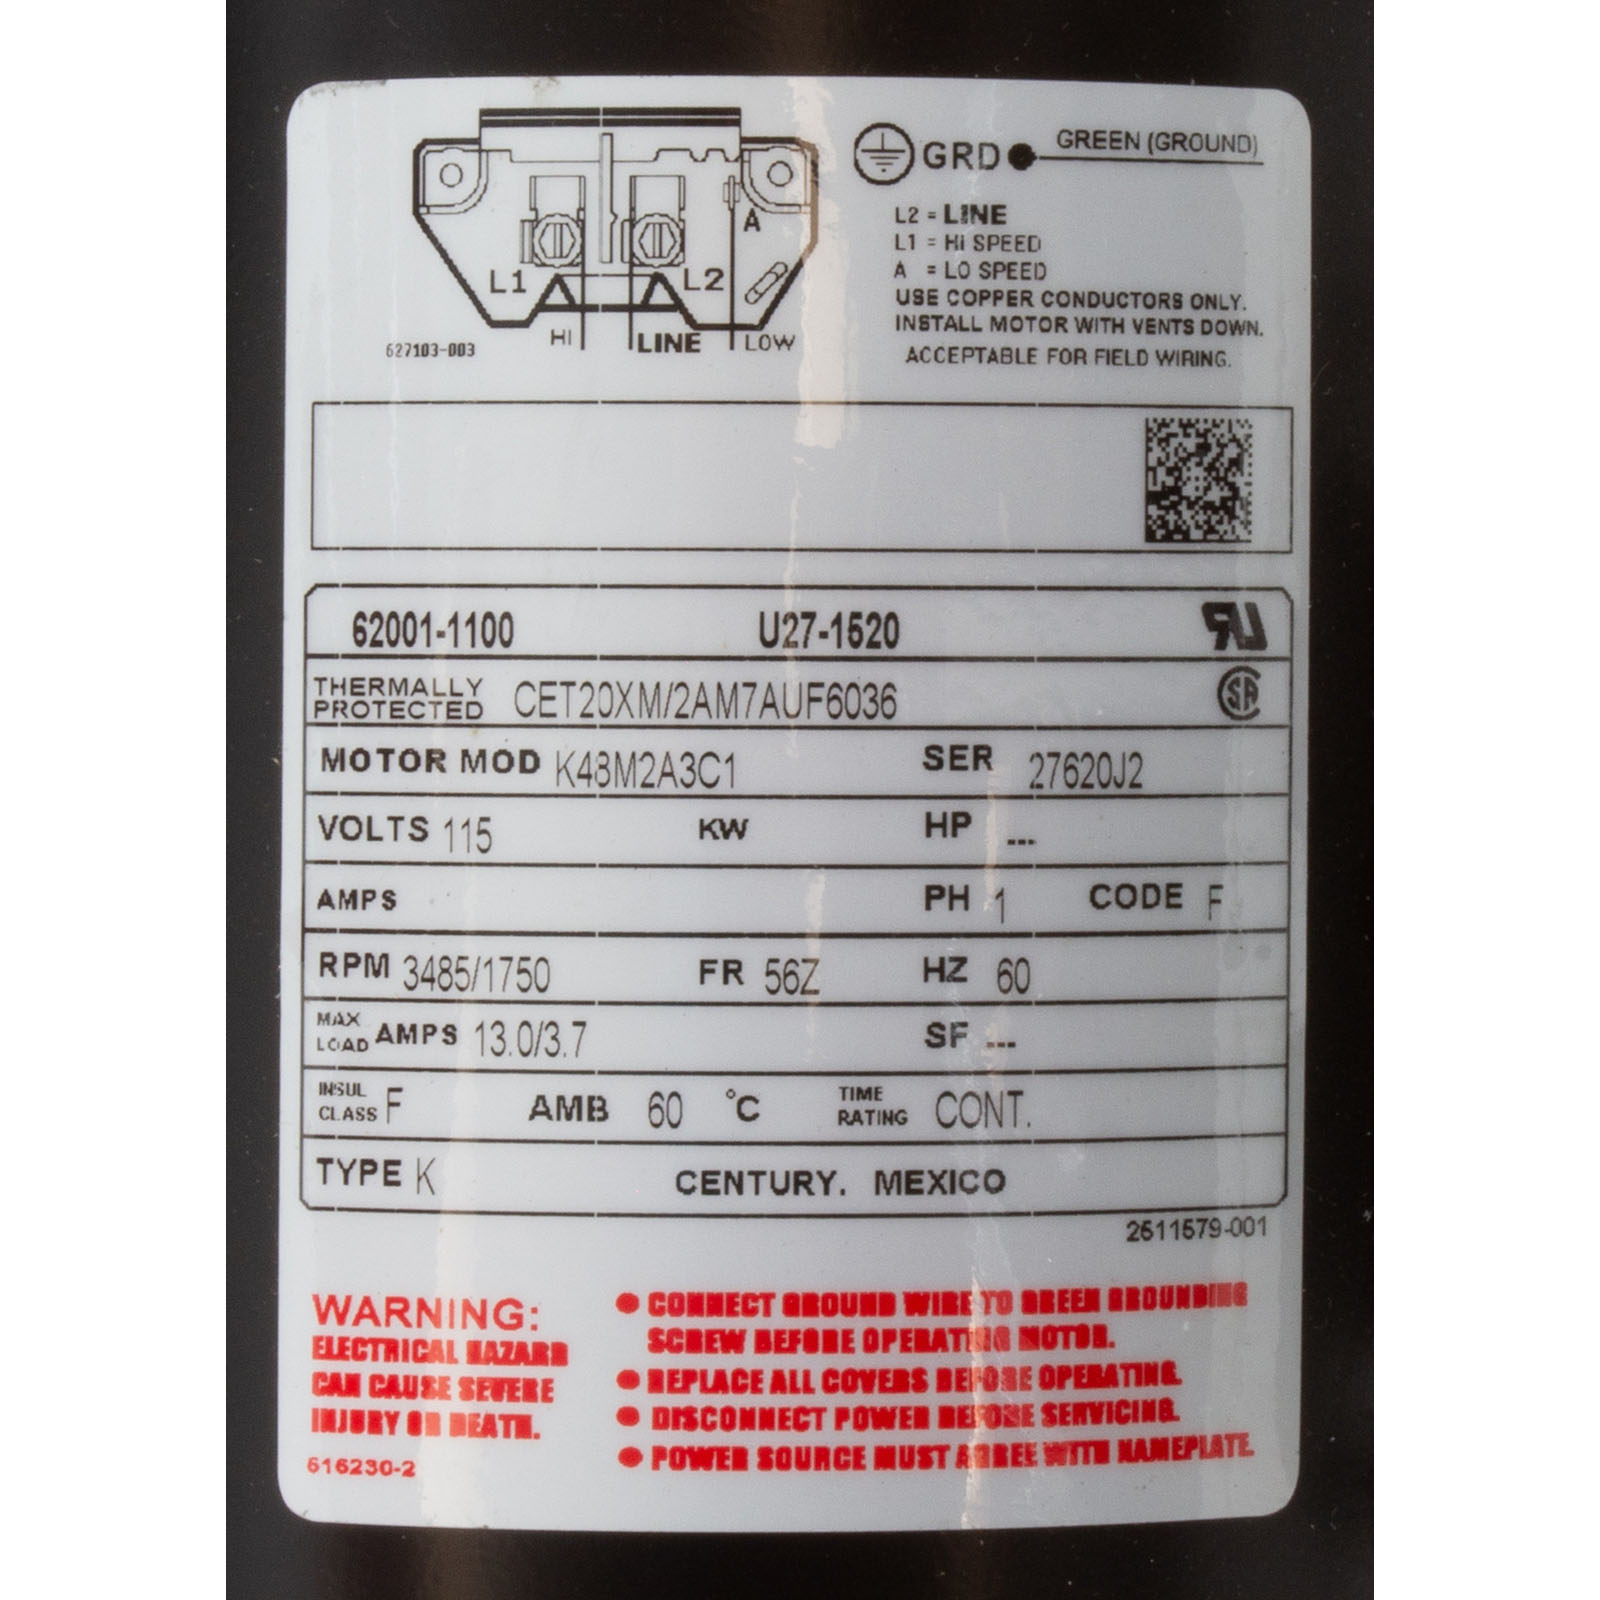 GRD GREEN (GROUND)
L2 = LINE
L1 = HI SPEED
A = LO SPEED
USE COPPER CONDUCTORS ONLY.
INSTALL MOTOR WITH VENTS DOWN.
ACCEPTABLE FOR FIELD WIRING.
A
L1 L2
HI LINE LOW
627103-003
62001-1100 U27-1520
THERMALLY PROTECTED CET20XM/2AM7AUF6036
MOTOR MOD K48M2A3C1 SER 27620J2
VOLTS 115 KW HP ---
AMPS PH 1 CODE F
RPM 3485/1750 FR 56Z HZ 60
MAX LOAD AMPS 13.0/3.7 SF ---
INSUL CLASS F AMB 60 °C TIME RATING CONT.
TYPE K CENTURY. MEXICO
2511579-001
WARNING:
ELECTRICAL HAZARD
CAN CAUSE SEVERE
INJURY OR DEATH.
616230-2
● CONNECT GROUND WIRE TO GREEN GROUNDING
SCREW BEFORE OPERATING MOTOR.
● REPLACE ALL COVERS BEFORE OPERATING.
● DISCONNECT POWER BEFORE SERVICING.
● POWER SOURCE MUST AGREE WITH NAMEPLATE.